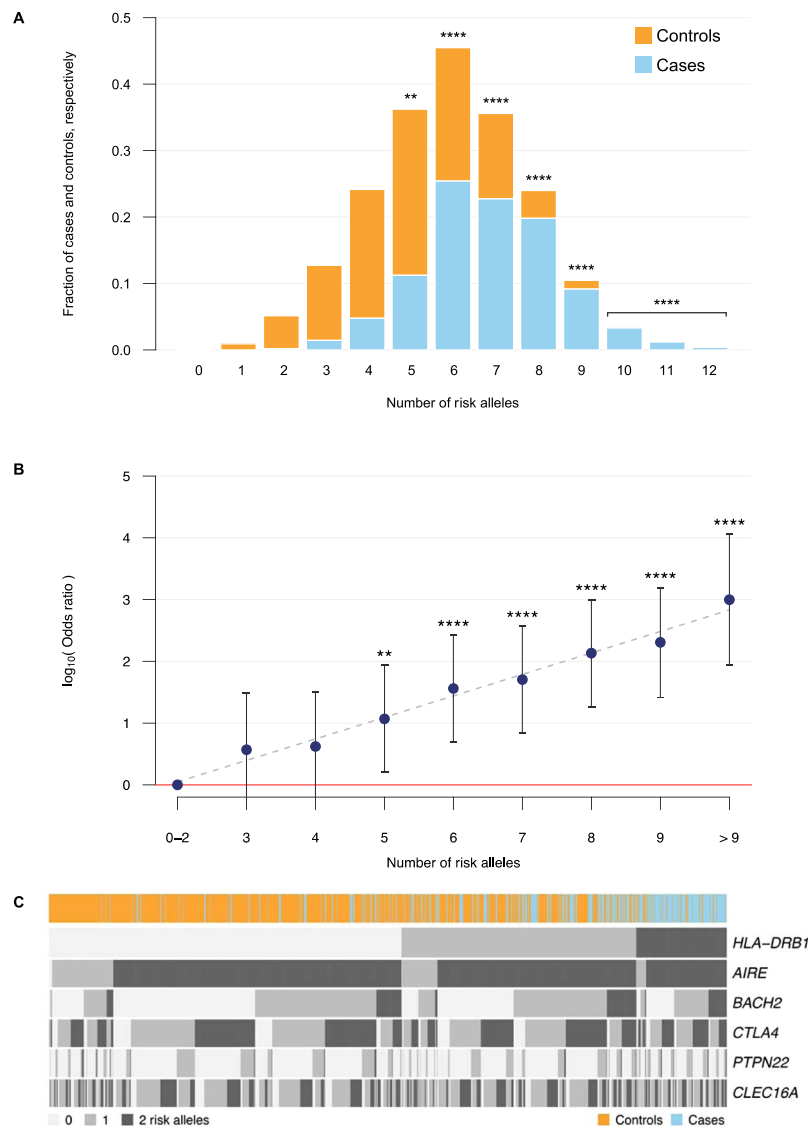 A
Fraction of cases and controls, respectively
0.5
0.4
0.3
0.2
0.1
0.0
**
****
****
****
****
****
Controls
Cases
0 1 2 3 4 5 6 7 8 9 10 11 12
Number of risk alleles
B
log10( Odds ratio )
5
4
3
2
1
0
**
****
****
****
****
****
0–2 3 4 5 6 7 8 9 > 9
Number of risk alleles
C
HLA−DRB1
AIRE
BACH2
CTLA4
PTPN22
CLEC16A
0 1 2 risk alleles Controls Cases